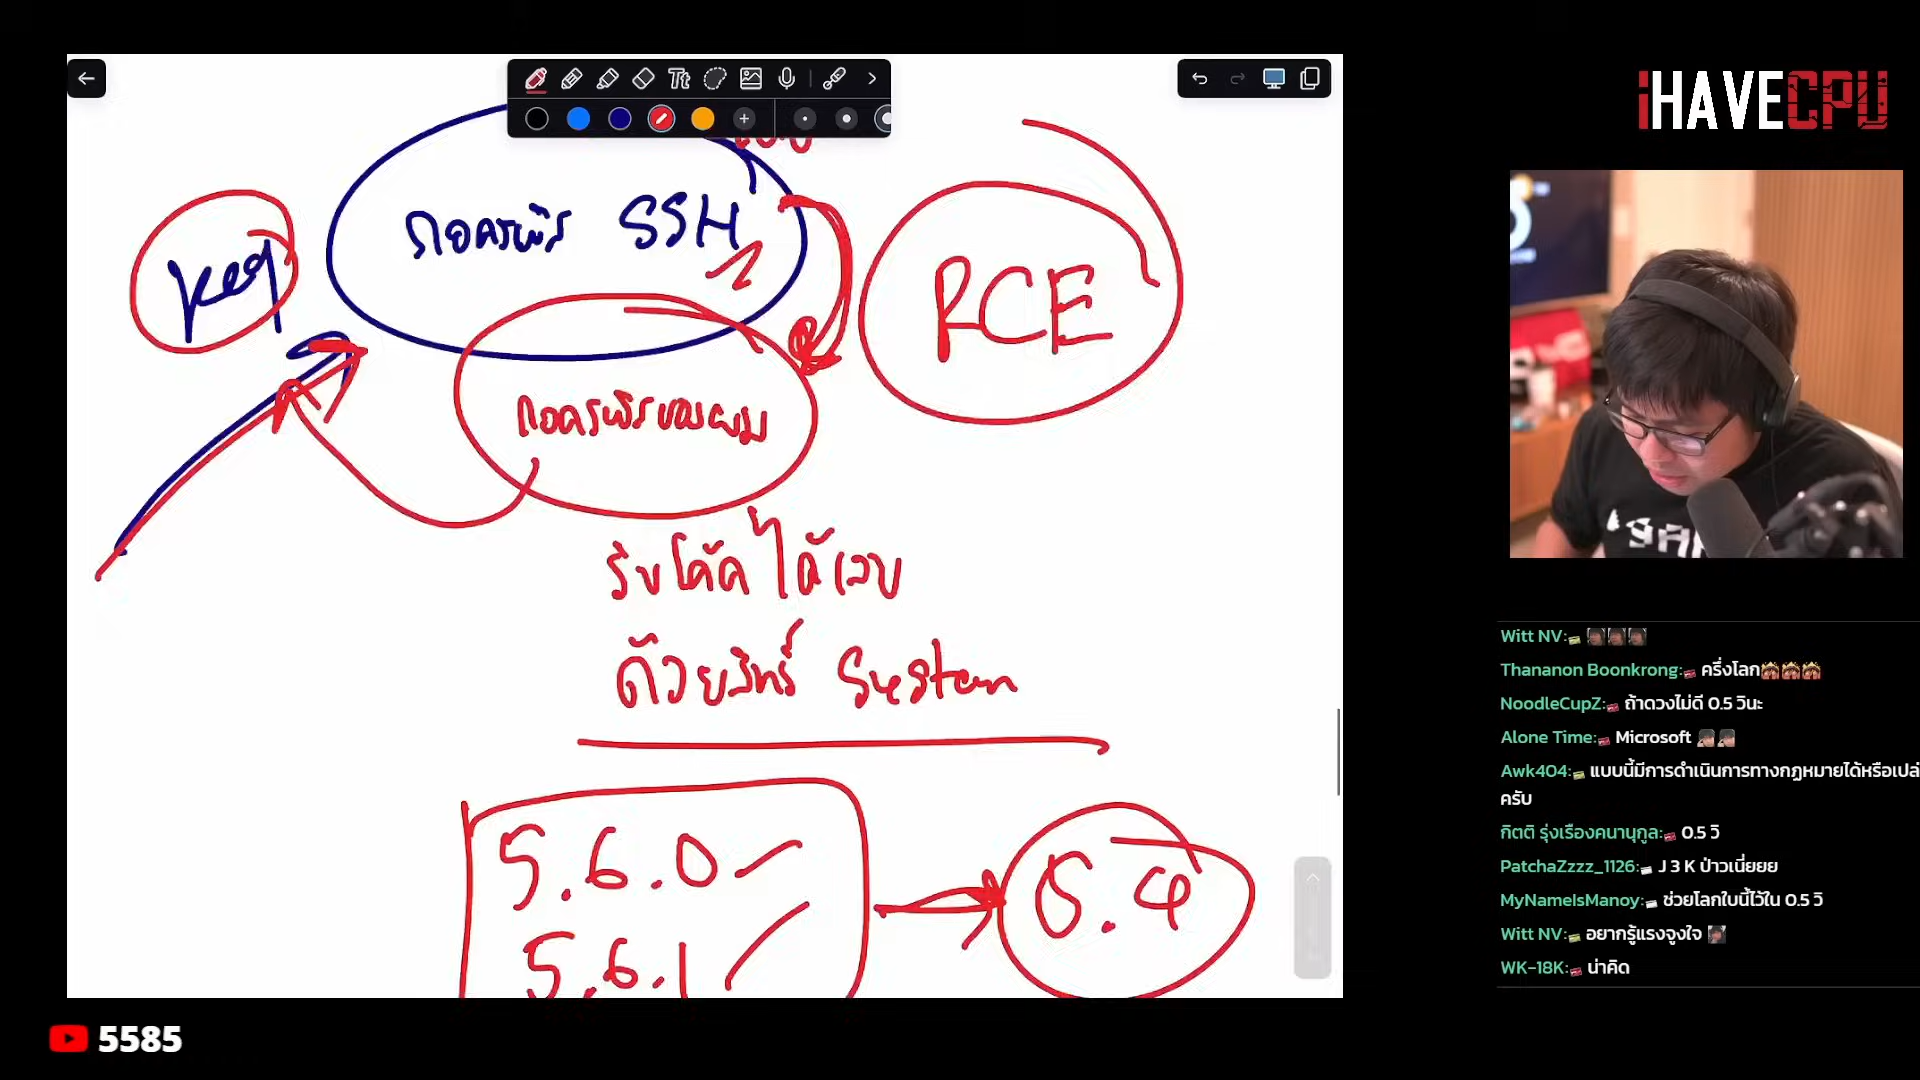 Tt
iHAVECPU
key
ถอดรหัส SSH
RCE
ถอดรหัสของผม
รันโค้ดได้เลย
ด้วยสิทธิ์ System
5.6.0
5.4
5.6.1
Witt NV:
Thananon Boonkrong: ครึ่งโลก
NoodleCupZ: ถ้าดวงไม่ดี 0.5 วินะ
Alone Time: Microsoft
Awk404: แบบนี้มีการดำเนินการทางกฎหมายได้หรือเปล่
ครับ
กิตติ รุ่งเรืองคนานุกูล: 0.5 วิ
PatchaZzzz_1126: J 3 K ป่าวเนี่ยยย
MyNameIsManoy: ช่วยโลกใบนี้ไว้ใน 0.5 วิ
Witt NV: อยากรู้แรงจูงใจ
WK-18K: น่าคิด
5585